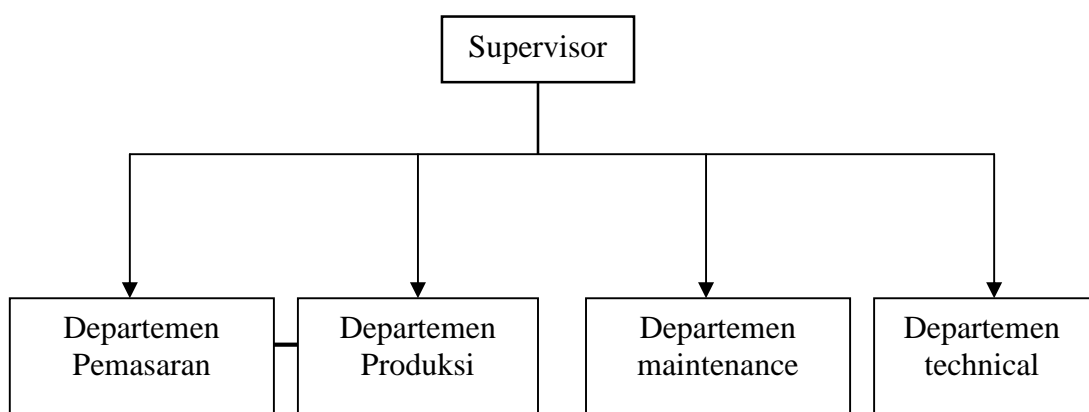 Supervisor
Departemen
Pemasaran
Departemen
Produksi
Departemen
maintenance
Departemen
technical